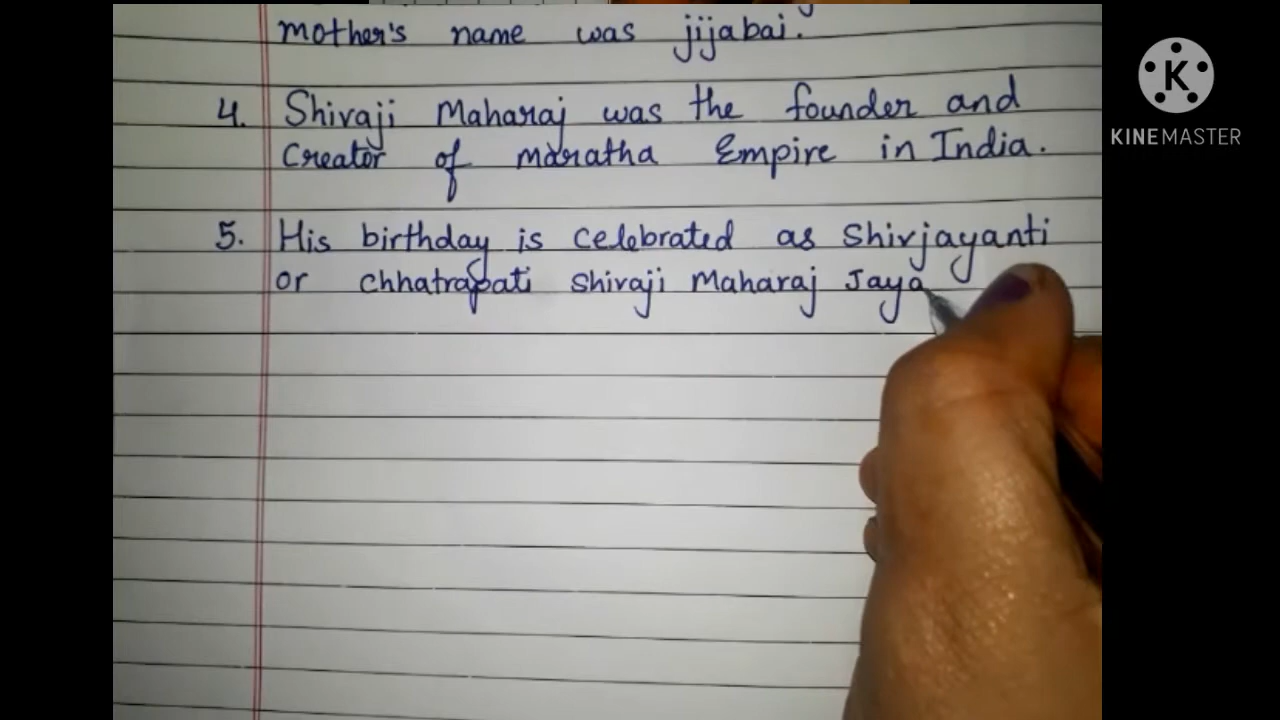 mother's name was jijabai.
4. Shivaji Maharaj was the founder and
Creator of maratha Empire in India.
5. His birthday is celebrated as Shivjayanti
or chhatrapati Shivaji Maharaj Jaya
K
KINEMASTER